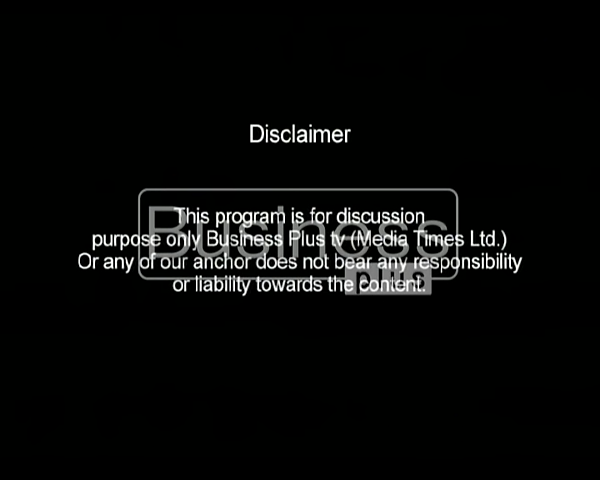 Disclaimer
This program is for discussion
purpose only Business Plus tv (Media Times Ltd.)
Or any of our anchor does not bear any responsibility
or liability towards the content.
Business
plus